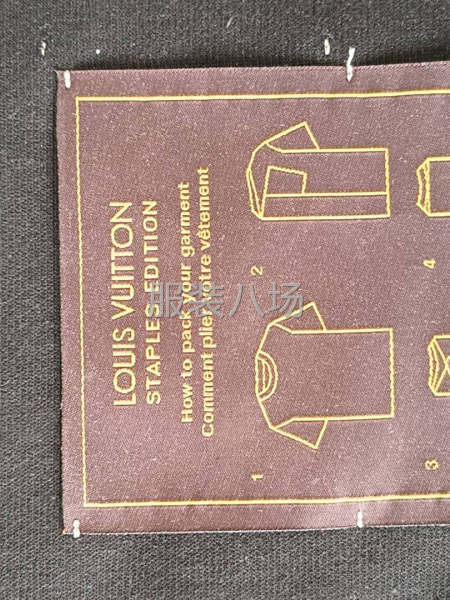 LOUIS VUITTON
STAPLES EDITION
How to pack your garment
Comment plier votre vêtement
1
2
3
4
服装八场